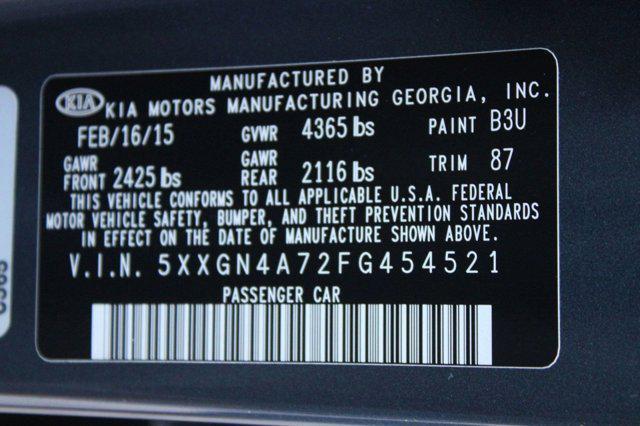 MANUFACTURED BY
KIA KIA MOTORS MANUFACTURING GEORGIA, INC.
FEB/16/15 GVWR 4365 lbs PAINT B3U
GAWR FRONT 2425 lbs GAWR REAR 2116 lbs TRIM 87
THIS VEHICLE CONFORMS TO ALL APPLICABLE U.S.A. FEDERAL
MOTOR VEHICLE SAFETY, BUMPER, AND THEFT PREVENTION STANDARDS
IN EFFECT ON THE DATE OF MANUFACTURE SHOWN ABOVE.
V.I.N. 5XXGN4A72FG454521
PASSENGER CAR